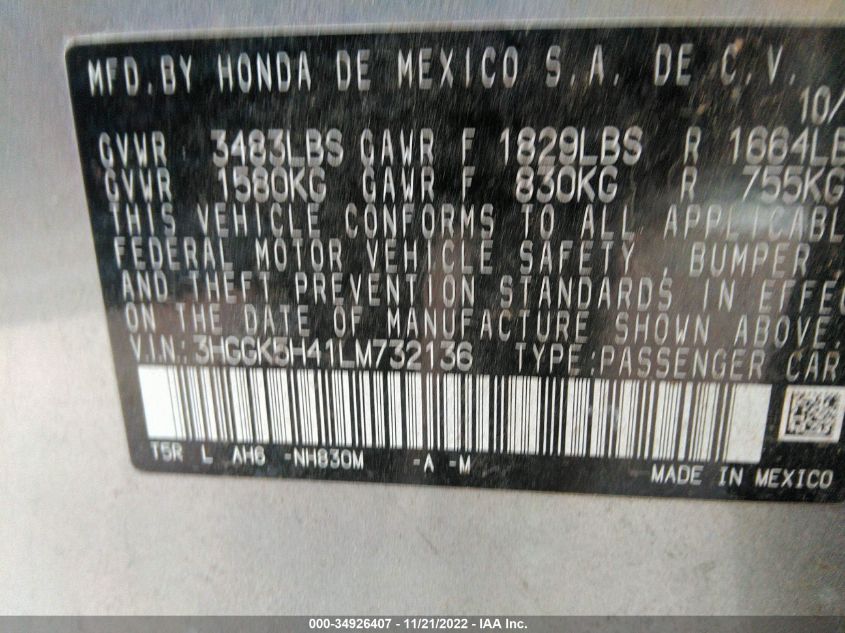 MFD. BY HONDA DE MEXICO S.A. DE C.V.
10/
GVWR 3483LBS GAWR F 1829LBS R 1664LB
GVWR 1580KG GAWR F 830KG R 755KG
THIS VEHICLE CONFORMS TO ALL APPLICABL
FEDERAL MOTOR VEHICLE SAFETY, BUMPER,
AND THEFT PREVENTION STANDARDS IN EFFEC
ON THE DATE OF MANUFACTURE SHOWN ABOVE.
V.I.N.: 3HGGK5H41LM732136 TYPE: PASSENGER CAR
T5R L AH6 -NH830M -A -M
MADE IN MEXICO
000-34926407 - 11/21/2022 - IAA Inc.